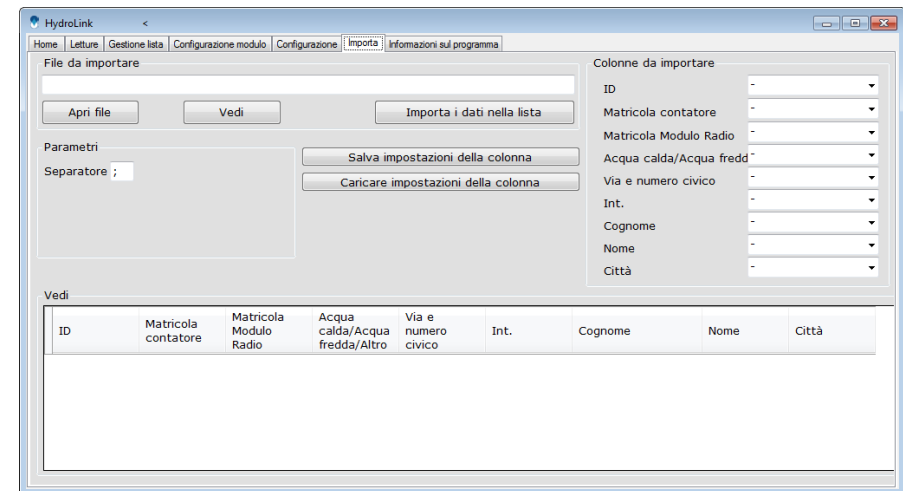 HydroLink <
Home Letture Gestione lista Configurazione modulo Configurazione Importa Informazioni sul programma
File da importare
Apri file Vedi Importa i dati nella lista
Parametri
Separatore ;
Salva impostazioni della colonna
Caricare impostazioni della colonna
Colonne da importare
ID -
Matricola contatore -
Matricola Modulo Radio -
Acqua calda/Acqua fredd -
Via e numero civico -
Int. -
Cognome -
Nome -
Città -
Vedi
ID
Matricola
contatore
Matricola
Modulo
Radio
Acqua
calda/Acqua
fredda/Altro
Via e
numero
civico
Int.
Cognome
Nome
Città